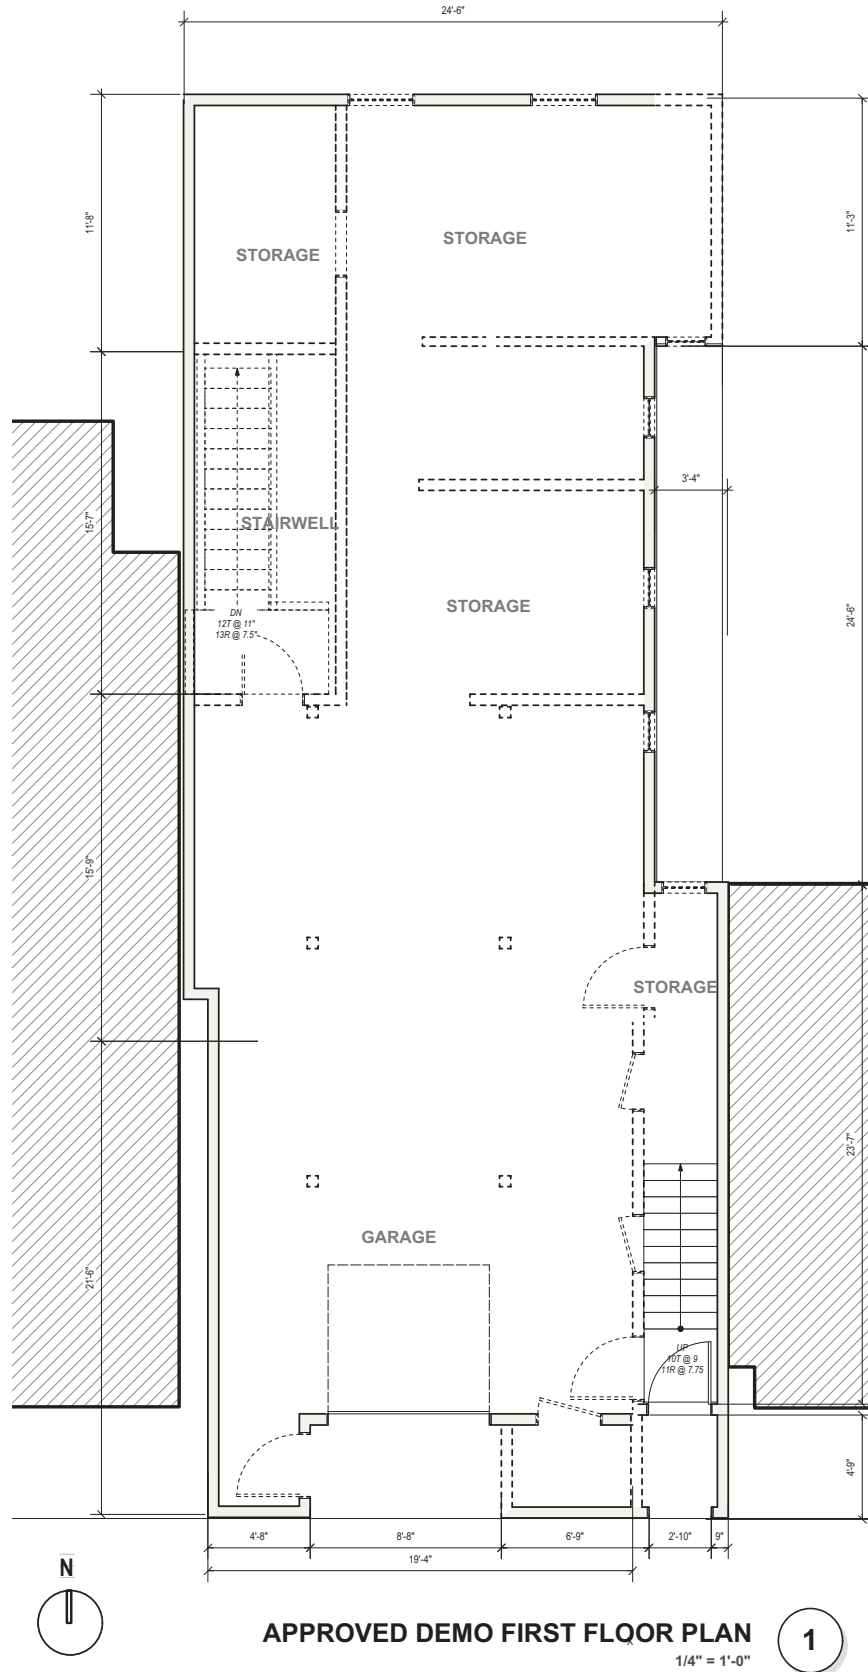 24'-6"
11'-8"
11'-3"
STORAGE
STORAGE
3'-4"
15'-7"
STAIRWELL
STORAGE
24'-6"
DN
12T @ 11"
13R @ 7.5"
15'-9"
STORAGE
23'-7"
GARAGE
21'-6"
UP
10T @ 9
11R @ 7.75
4'-9"
4'-8"
8'-8"
6'-9"
2'-10"
9"
19'-4"
N
APPROVED DEMO FIRST FLOOR PLAN
x
1
1/4" = 1'-0"